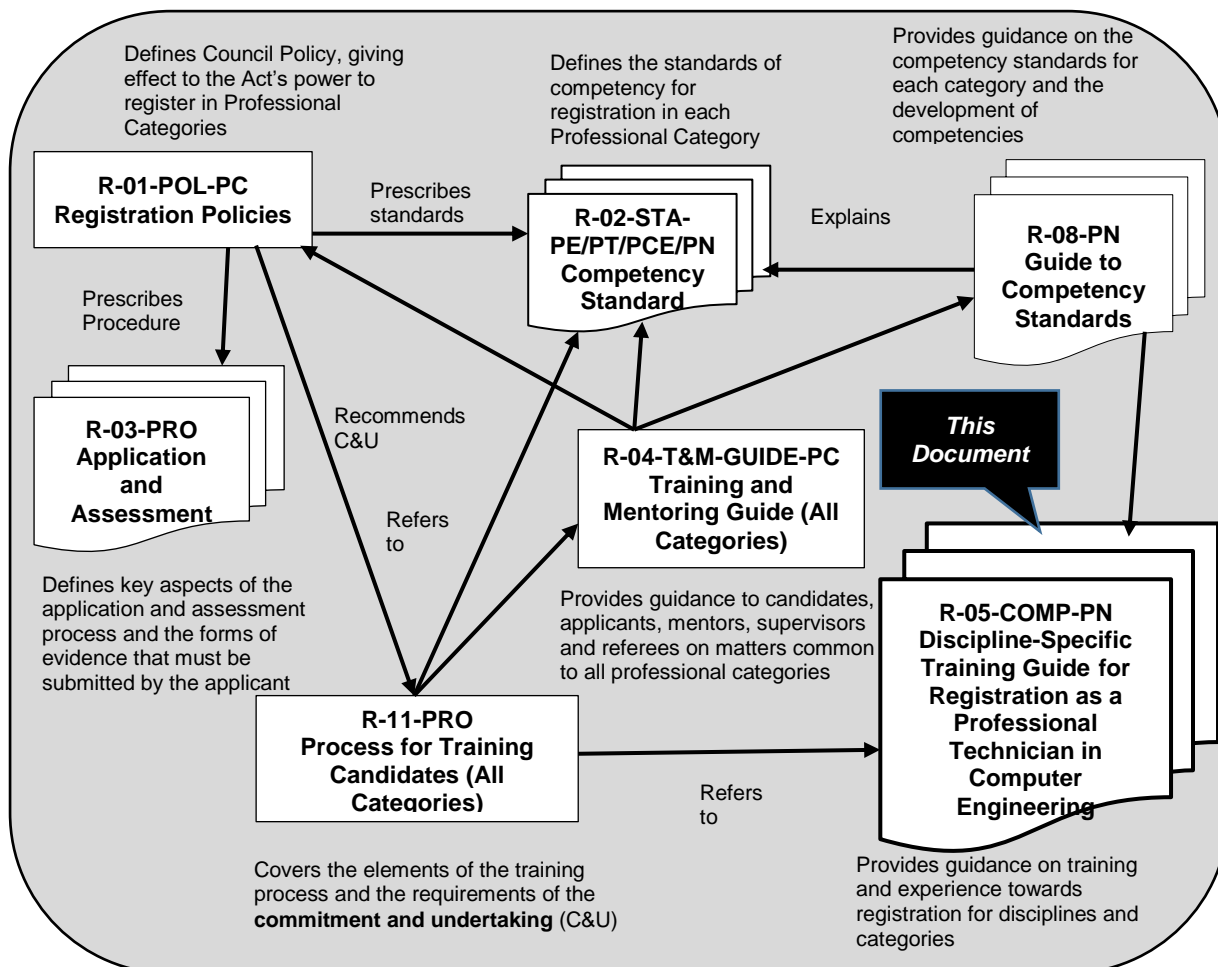 Defines Council Policy, giving
effect to the Act's power to
register in Professional
Categories
Defines the standards of
competency for
registration in each
Professional Category
Provides guidance on the
competency standards for
each category and the
development of
competencies
R-01-POL-PC
Registration Policies
Prescribes
standards
R-02-STA-
PE/PT/PCE/PN
Competency
Standard
Explains
R-08-PN
Guide to
Competency
Standards
Prescribes
Procedure
R-03-PRO
Application
and
Assessment
Recommends
C&U
Refers
to
R-04-T&M-GUIDE-PC
Training and
Mentoring Guide (All
Categories)
This
Document
Defines key aspects of the
application and assessment
process and the forms of
evidence that must be
submitted by the applicant
Provides guidance to candidates,
applicants, mentors, supervisors
and referees on matters common
to all professional categories
R-05-COMP-PN
Discipline-Specific
Training Guide for
Registration as a
Professional
Technician in
Computer
Engineering
R-11-PRO
Process for Training
Candidates (All
Categories)
Refers
to
Covers the elements of the training
process and the requirements of the
commitment and undertaking (C&U)
Provides guidance on training
and experience towards
registration for disciplines and
categories